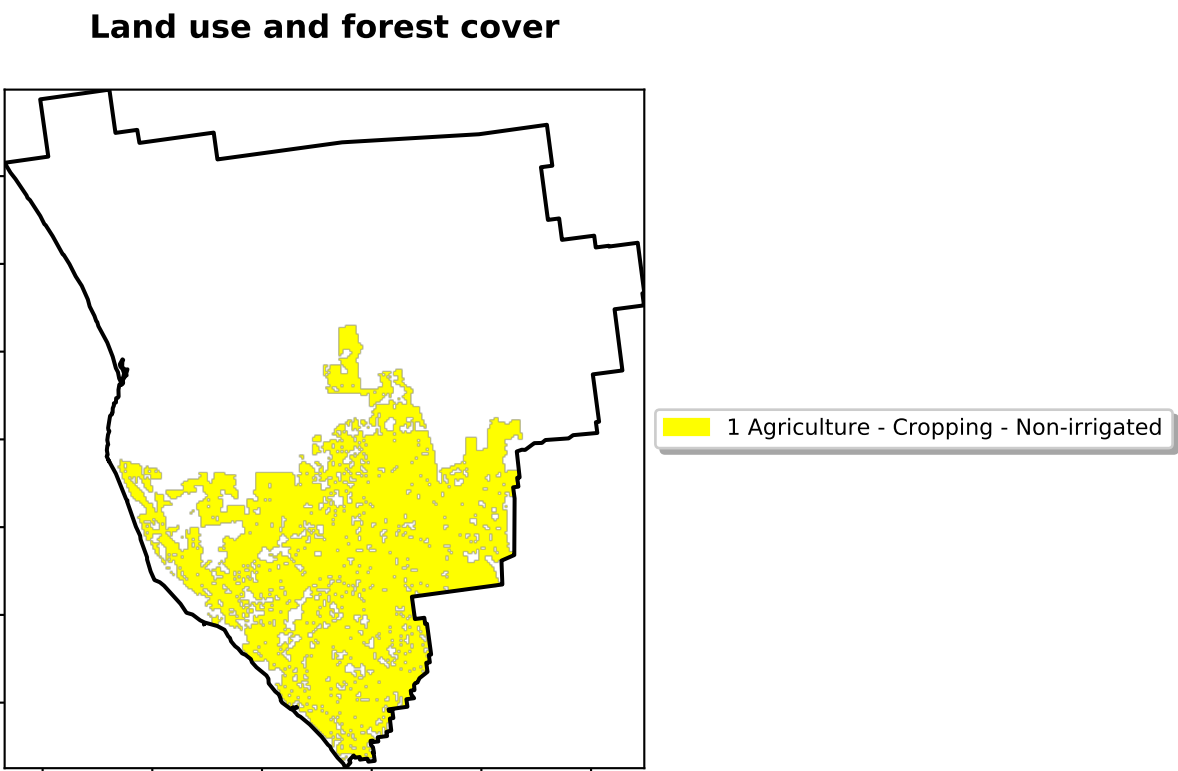 Land use and forest cover
1 Agriculture - Cropping - Non-irrigated